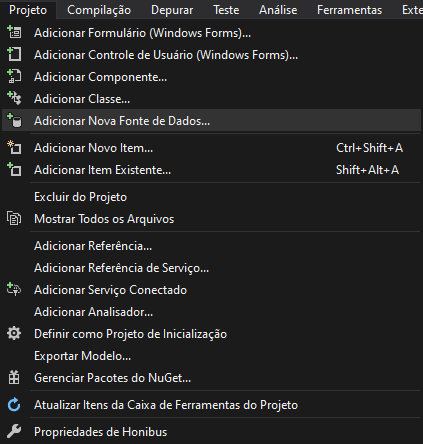 Projeto Compilação Depurar Teste Análise Ferramentas Exte
Adicionar Formulário (Windows Forms)...
Adicionar Controle de Usuário (Windows Forms)...
Adicionar Componente...
Adicionar Classe...
Adicionar Nova Fonte de Dados...
Adicionar Novo Item... Ctrl+Shift+A
Adicionar Item Existente... Shift+Alt+A
Excluir do Projeto
Mostrar Todos os Arquivos
Adicionar Referência...
Adicionar Referência de Serviço...
Adicionar Serviço Conectado
Adicionar Analisador...
Definir como Projeto de Inicialização
Exportar Modelo...
Gerenciar Pacotes do NuGet...
Atualizar Itens da Caixa de Ferramentas do Projeto
Propriedades de Honibus